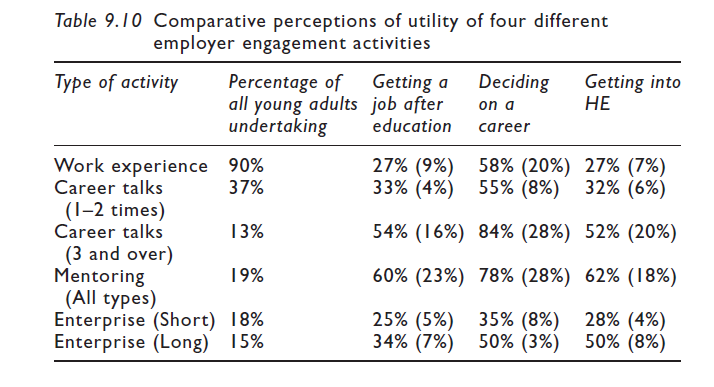 Table 9.10 Comparative perceptions of utility of four different
employer engagement activities
Type of activity Percentage of Getting a Deciding Getting into
all young adults job after on a HE
undertaking education career
Work experience 90% 27% (9%) 58% (20%) 27% (7%)
Career talks 37% 33% (4%) 55% (8%) 32% (6%)
(1–2 times)
Career talks 13% 54% (16%) 84% (28%) 52% (20%)
(3 and over)
Mentoring 19% 60% (23%) 78% (28%) 62% (18%)
(All types)
Enterprise (Short) 18% 25% (5%) 35% (8%) 28% (4%)
Enterprise (Long) 15% 34% (7%) 50% (3%) 50% (8%)